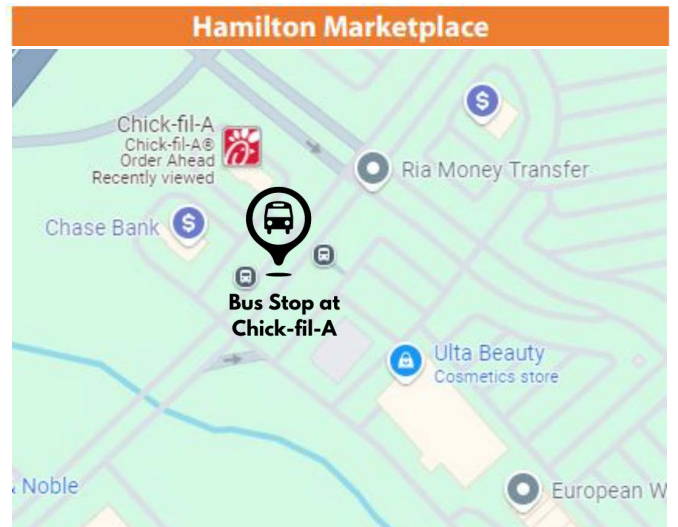 Hamilton Marketplace
Chick-fil-A
Chick-fil-A®
Order Ahead
Recently viewed
$
Ria Money Transfer
Chase Bank $
Bus Stop at
Chick-fil-A
Ulta Beauty
Cosmetics store
& Noble
European W